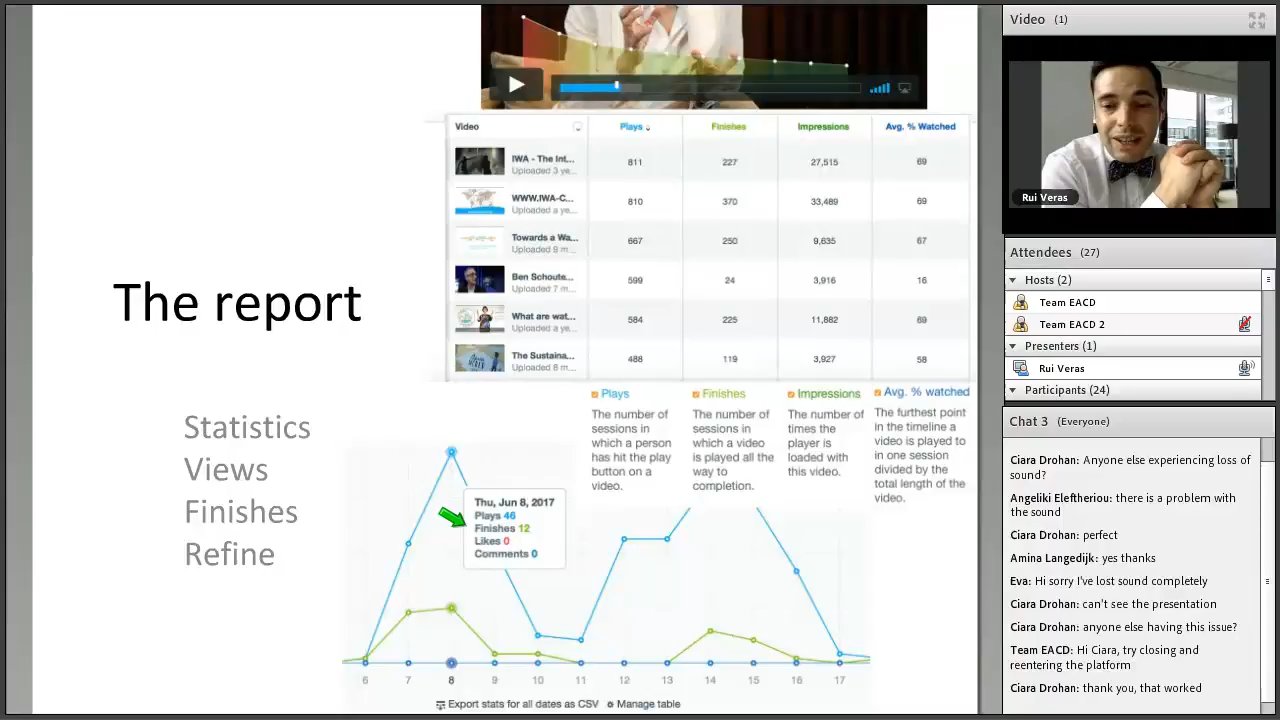 The report
Statistics
Views
Finishes
Refine
Video Plays Finishes Impressions Avg. % Watched
IWA - The Int...
Uploaded 3 ye...
811 227 27,515 69
WWW.IWA-C...
Uploaded a ye...
810 370 33,489 69
Towards a Wa...
Uploaded 9 m...
667 250 9,635 67
Ben Schoute...
Uploaded 7 m...
599 24 3,916 16
What are wat...
Uploaded a ye...
584 225 11,882 69
The Sustaina...
Uploaded 8 m...
488 119 3,927 58
Plays
The number of
sessions in
which a person
has hit the play
button on a
video.
Finishes
The number of
sessions in
which a video
is played all the
way to
completion.
Impressions
The number of
times the
player is
loaded with
this video.
Avg. % watched
The furthest point
in the timeline a
video is played to
in one session
divided by the
total length of the
video.
Thu, Jun 8, 2017
Plays 46
Finishes 12
Likes 0
Comments 0
6 7 8 9 10 11 12 13 14 15 16 17
Export stats for all dates as CSV Manage table
Video (1)
Rui Veras
Attendees (27)
Hosts (2)
Team EACD
Team EACD 2
Presenters (1)
Rui Veras
Participants (24)
Chat 3 (Everyone)
Ciara Drohan: Anyone else experiencing loss of
sound?
Angeliki Eleftheriou: there is a problem with
the sound
Ciara Drohan: perfect
Amina Langedijk: yes thanks
Eva: Hi sorry I've lost sound completely
Ciara Drohan: can't see the presentation
Ciara Drohan: anyone else having this issue?
Team EACD: Hi Ciara, try closing and
reentering the platform
Ciara Drohan: thank you, that worked